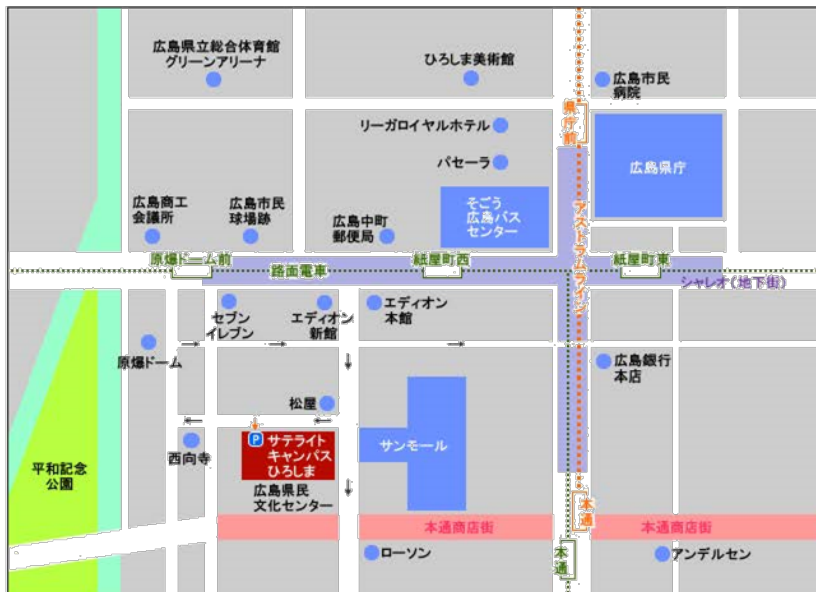 広島県立総合体育館
グリーンアリーナ
ひろしま美術館
広島市民
病院
リーガロイヤルホテル
県庁前
パセーラ
広島県庁
そごう
広島バス
センター
広島商工
会議所
広島市民
球場跡
広島中町
郵便局
アストラムライン
原爆ドーム前
路面電車
紙屋町西
紙屋町東
シャレオ(地下街)
セブン
イレブン
エディオン
新館
エディオン
本館
原爆ドーム
広島銀行
本店
松屋
P
サテライト
キャンパス
ひろしま
サンモール
西向寺
平和記念
公園
広島県民
文化センター
本通
本通商店街
本通商店街
本通
ローソン
アンデルセン